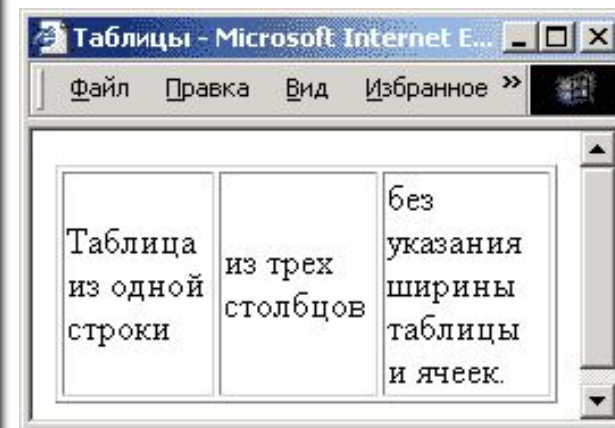 Таблицы - Microsoft Internet E...
Файл Правка Вид Избранное »
Таблица
из одной
строки
из трех
столбцов
без
указания
ширины
таблицы
и ячеек.